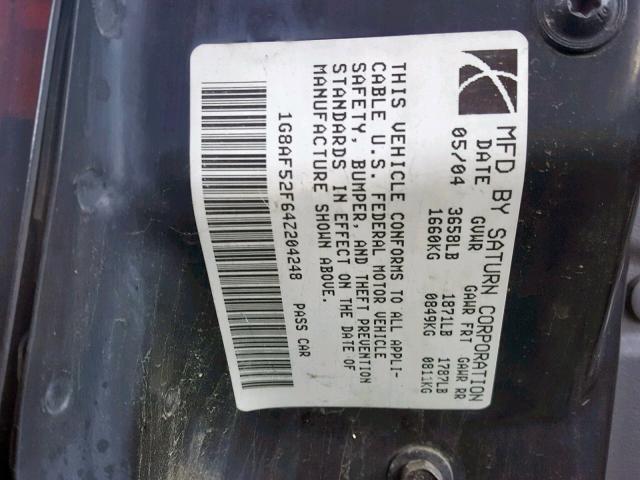 MFD BY SATURN CORPORATION
DATE GVWR GAWR FRT GAWR RR
05/04 3658LB 1871LB 1787LB
1660KG 0849KG 0811KG
THIS VEHICLE CONFORMS TO ALL APPLI-
CABLE U.S. FEDERAL MOTOR VEHICLE
SAFETY, BUMPER, AND THEFT PREVENTION
STANDARDS IN EFFECT ON THE DATE OF
MANUFACTURE SHOWN ABOVE.
1G8AF52F64Z204248 PASS CAR